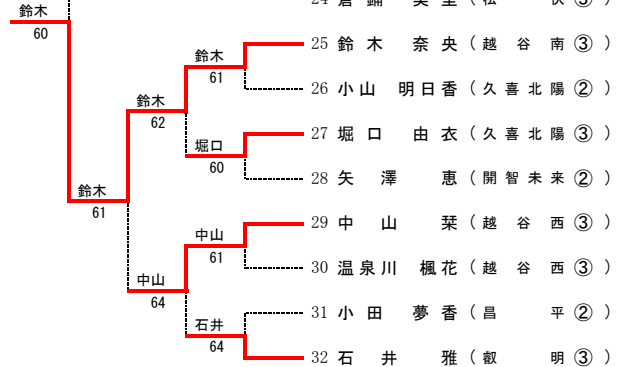 鈴木
60
25 鈴木 奈央 ( 越谷南 ③ )
鈴木
61
26 小山 明日香 ( 久喜北陽 ② )
鈴木
62
27 堀口 由衣 ( 久喜北陽 ③ )
堀口
60
28 矢澤 恵 ( 開智未来 ② )
鈴木
61
29 中山 栞 ( 越谷西 ③ )
中山
61
30 温泉川 楓花 ( 越谷西 ③ )
中山
64
31 小田 夢香 ( 昌平 ② )
石井
64
32 石井 雅 ( 叡明 ③ )